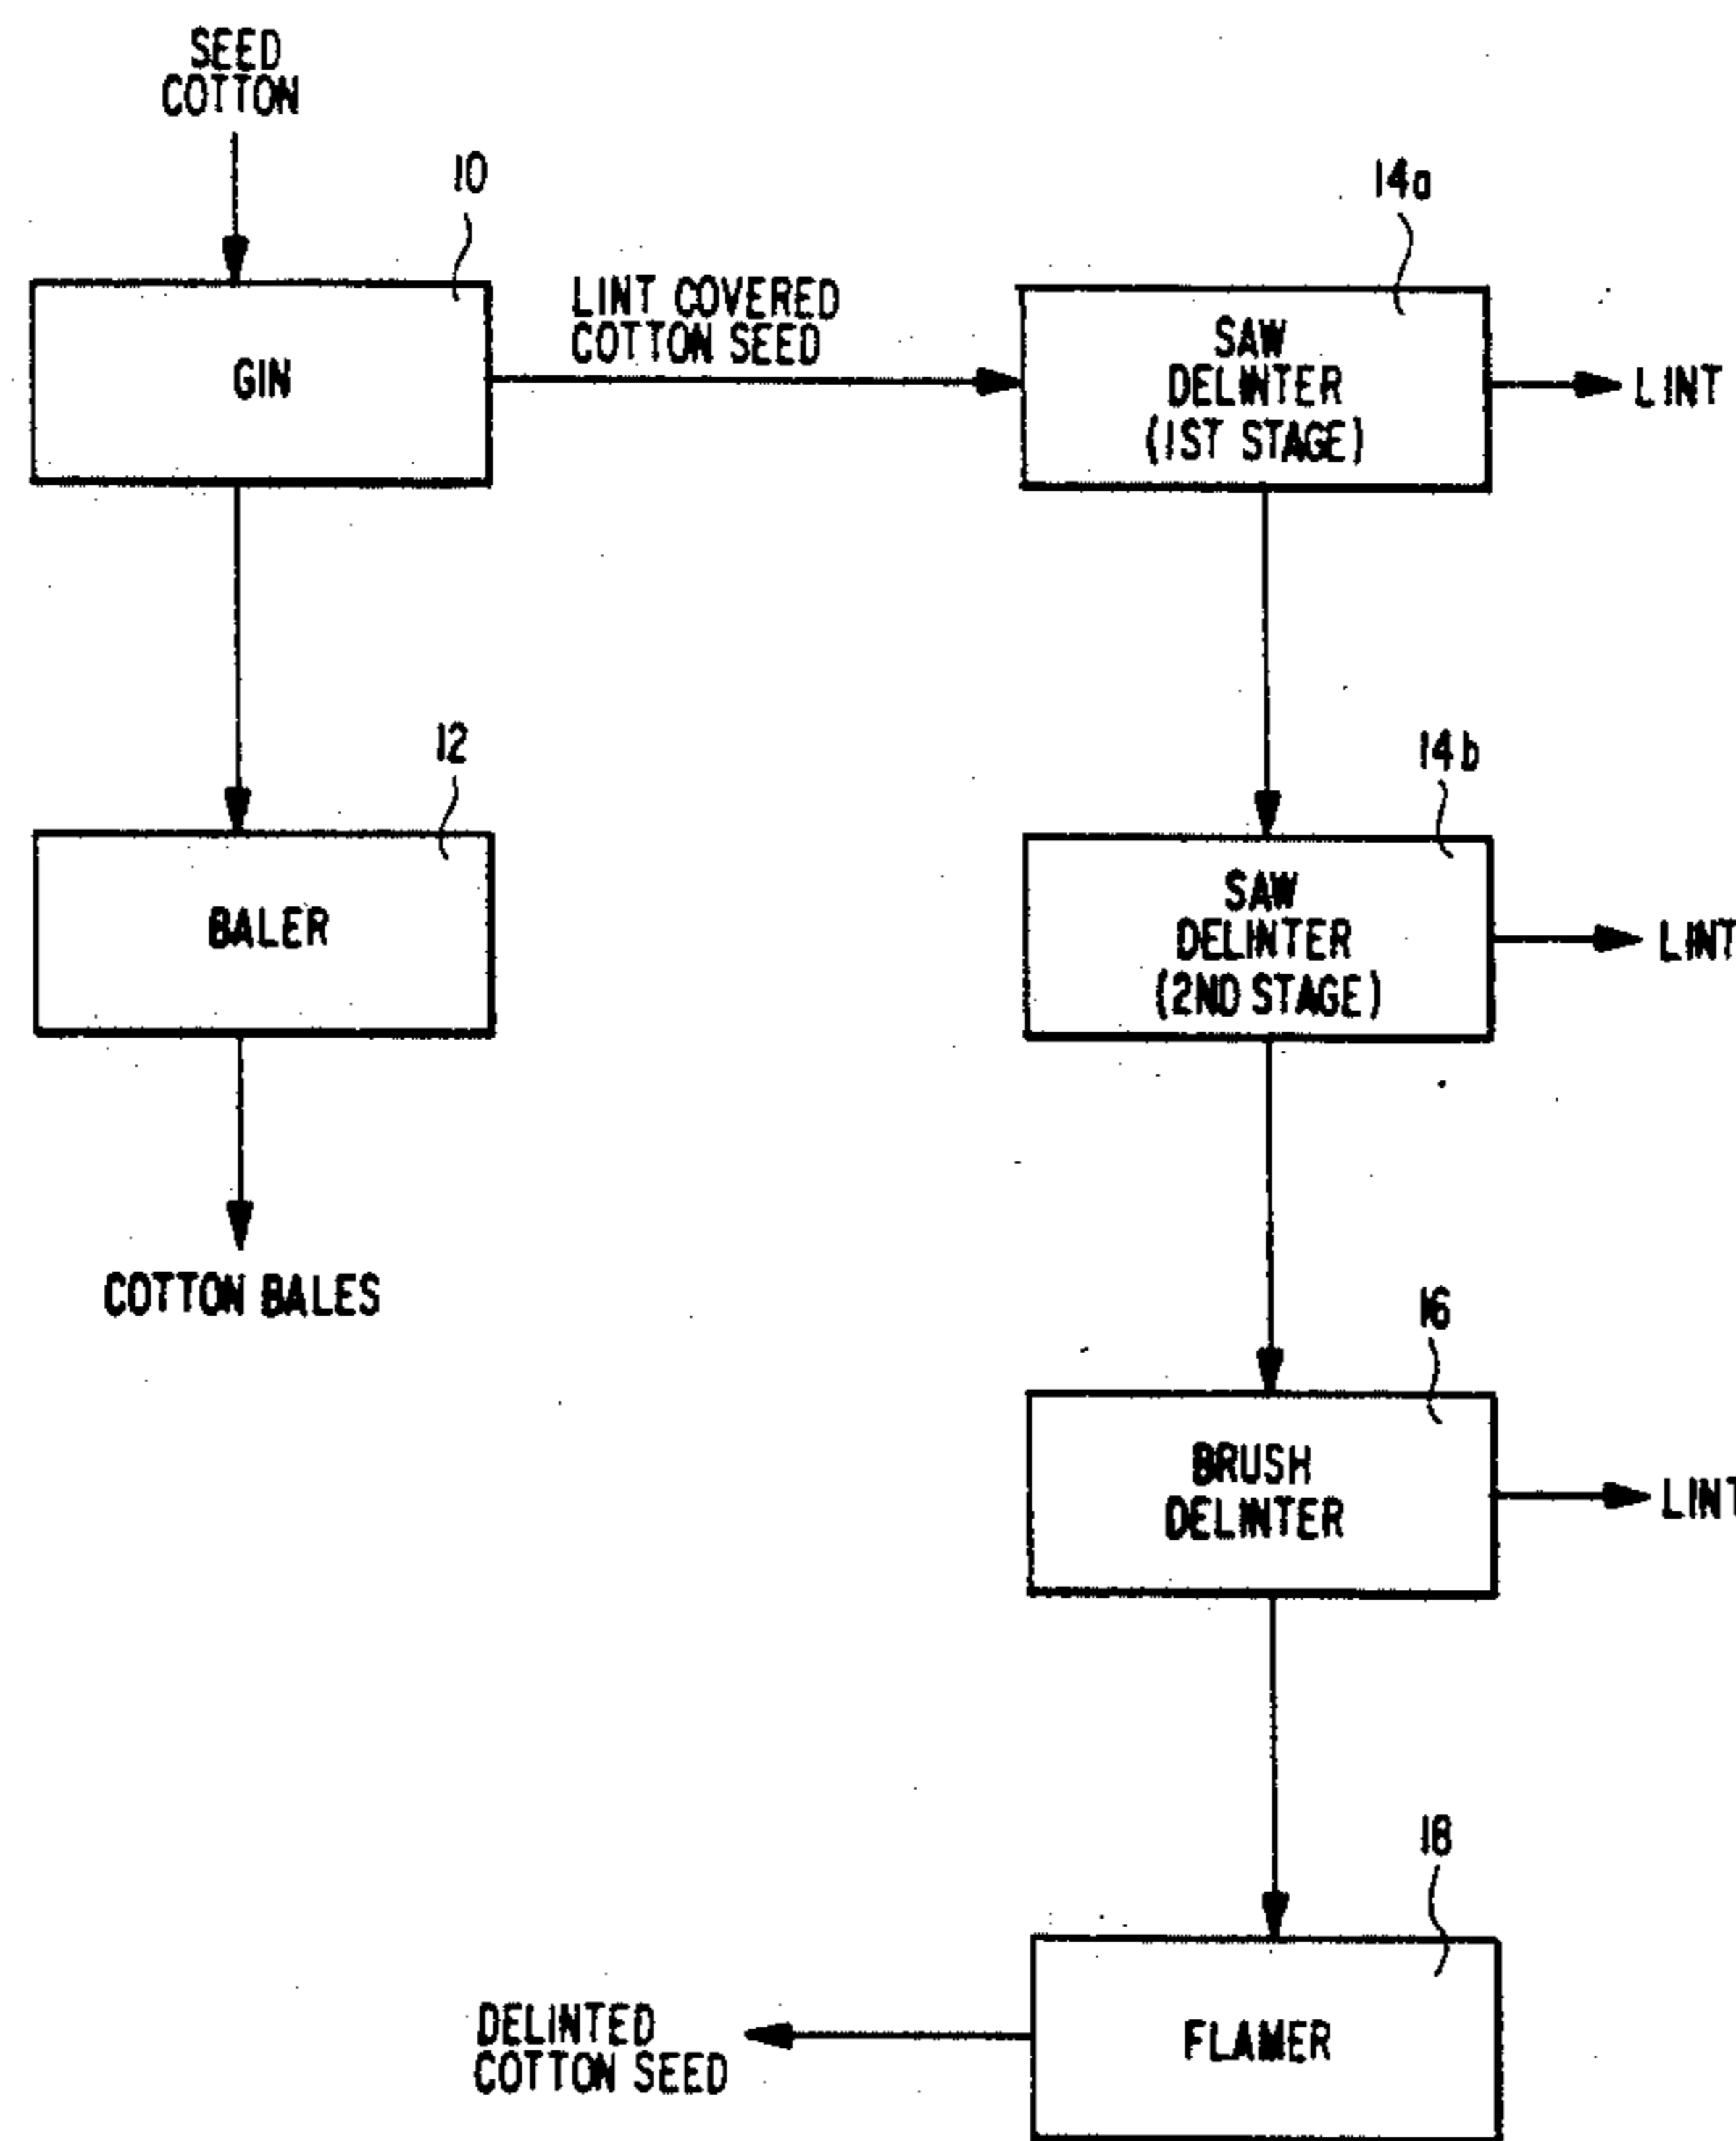 SEED
COTTON
10
14a
LINT COVERED
COTTON SEED
GIN
SAW
DELINTER
(1ST STAGE)
LINT
12
14b
BALER
SAW
DELINTER
(2ND STAGE)
LINT
COTTON BALES
16
BRUSH
DELINTER
LINT
18
DELINTED
COTTON SEED
FLAMER